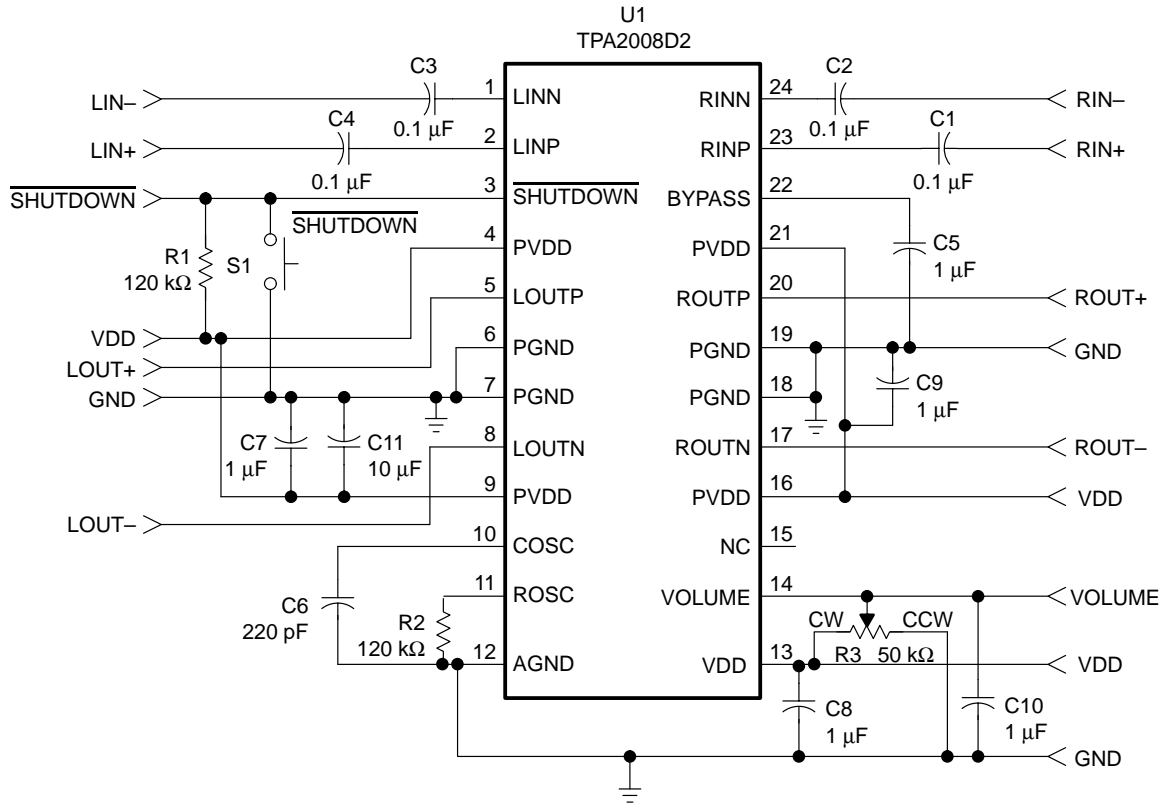 U1
TPA2008D2
C3
C2
1
24
LIN–
LINN
RINN
RIN–
C4
0.1 μF
0.1 μF
C1
2
23
LIN+
LINP
RINP
RIN+
0.1 μF
0.1 μF
3
22
SHUTDOWN
SHUTDOWN
BYPASS
SHUTDOWN
4
21
R1
120 kΩ
S1
PVDD
PVDD
C5
1 μF
5
20
LOUTP
ROUTP
ROUT+
VDD
6
19
PGND
PGND
GND
LOUT+
7
18
C9
1 μF
GND
PGND
PGND
C7
1 μF
C11
10 μF
8
17
LOUTN
ROUTN
ROUT–
9
16
PVDD
PVDD
VDD
LOUT–
10
15
COSC
NC
11
14
C6
220 pF
ROSC
VOLUME
VOLUME
R2
120 kΩ
CW
CCW
R3
50 kΩ
12
13
AGND
VDD
VDD
C8
1 μF
C10
1 μF
GND